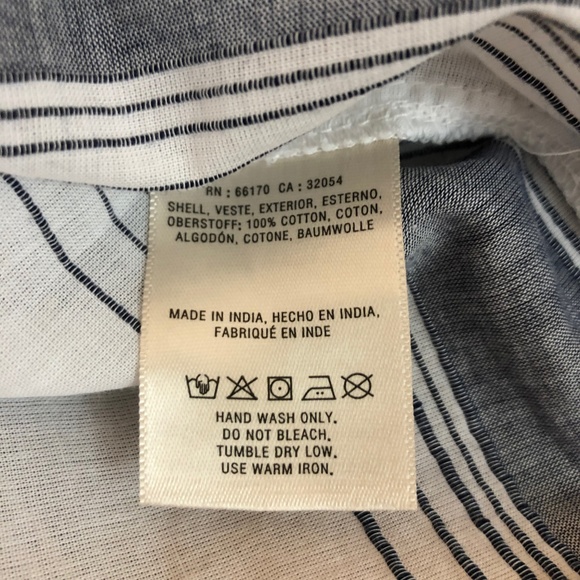 RN : 66170 CA : 32054
SHELL, VESTE, EXTERIOR, ESTERNO,
OBERSTOFF: 100% COTTON, COTON,
ALGODÓN, COTONE, BAUMWOLLE
MADE IN INDIA, HECHO EN INDIA,
FABRIQUÉ EN INDE
HAND WASH ONLY.
DO NOT BLEACH.
TUMBLE DRY LOW.
USE WARM IRON.